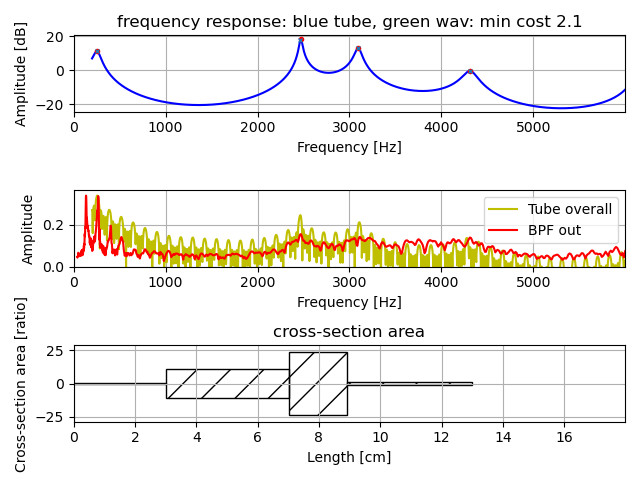 frequency response: blue tube, green wav: min cost 2.1
Amplitude [dB]
20
0
−20
0 1000 2000 3000 4000 5000
Frequency [Hz]
Amplitude
0.2
0.0
Tube overall
BPF out
0 1000 2000 3000 4000 5000
Frequency [Hz]
cross-section area
Cross-section area [ratio]
25
0
−25
0 2 4 6 8 10 12 14 16
Length [cm]